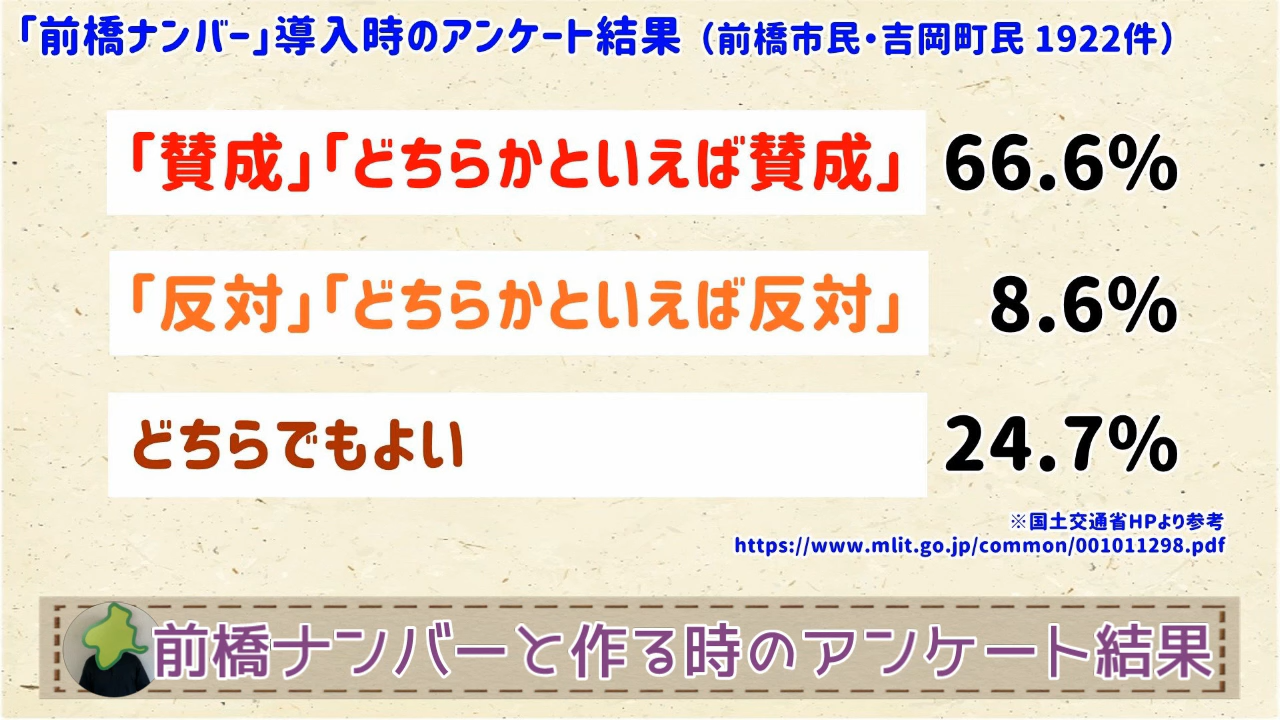 「前橋ナンバー」導入時のアンケート結果（前橋市民・吉岡町民 1922件）
「賛成」「どちらかといえば賛成」 66.6%
「反対」「どちらかといえば反対」 8.6%
どちらでもよい 24.7%
※国土交通省HPより参考
https://www.mlit.go.jp/common/001011298.pdf
前橋ナンバーと作る時のアンケート結果